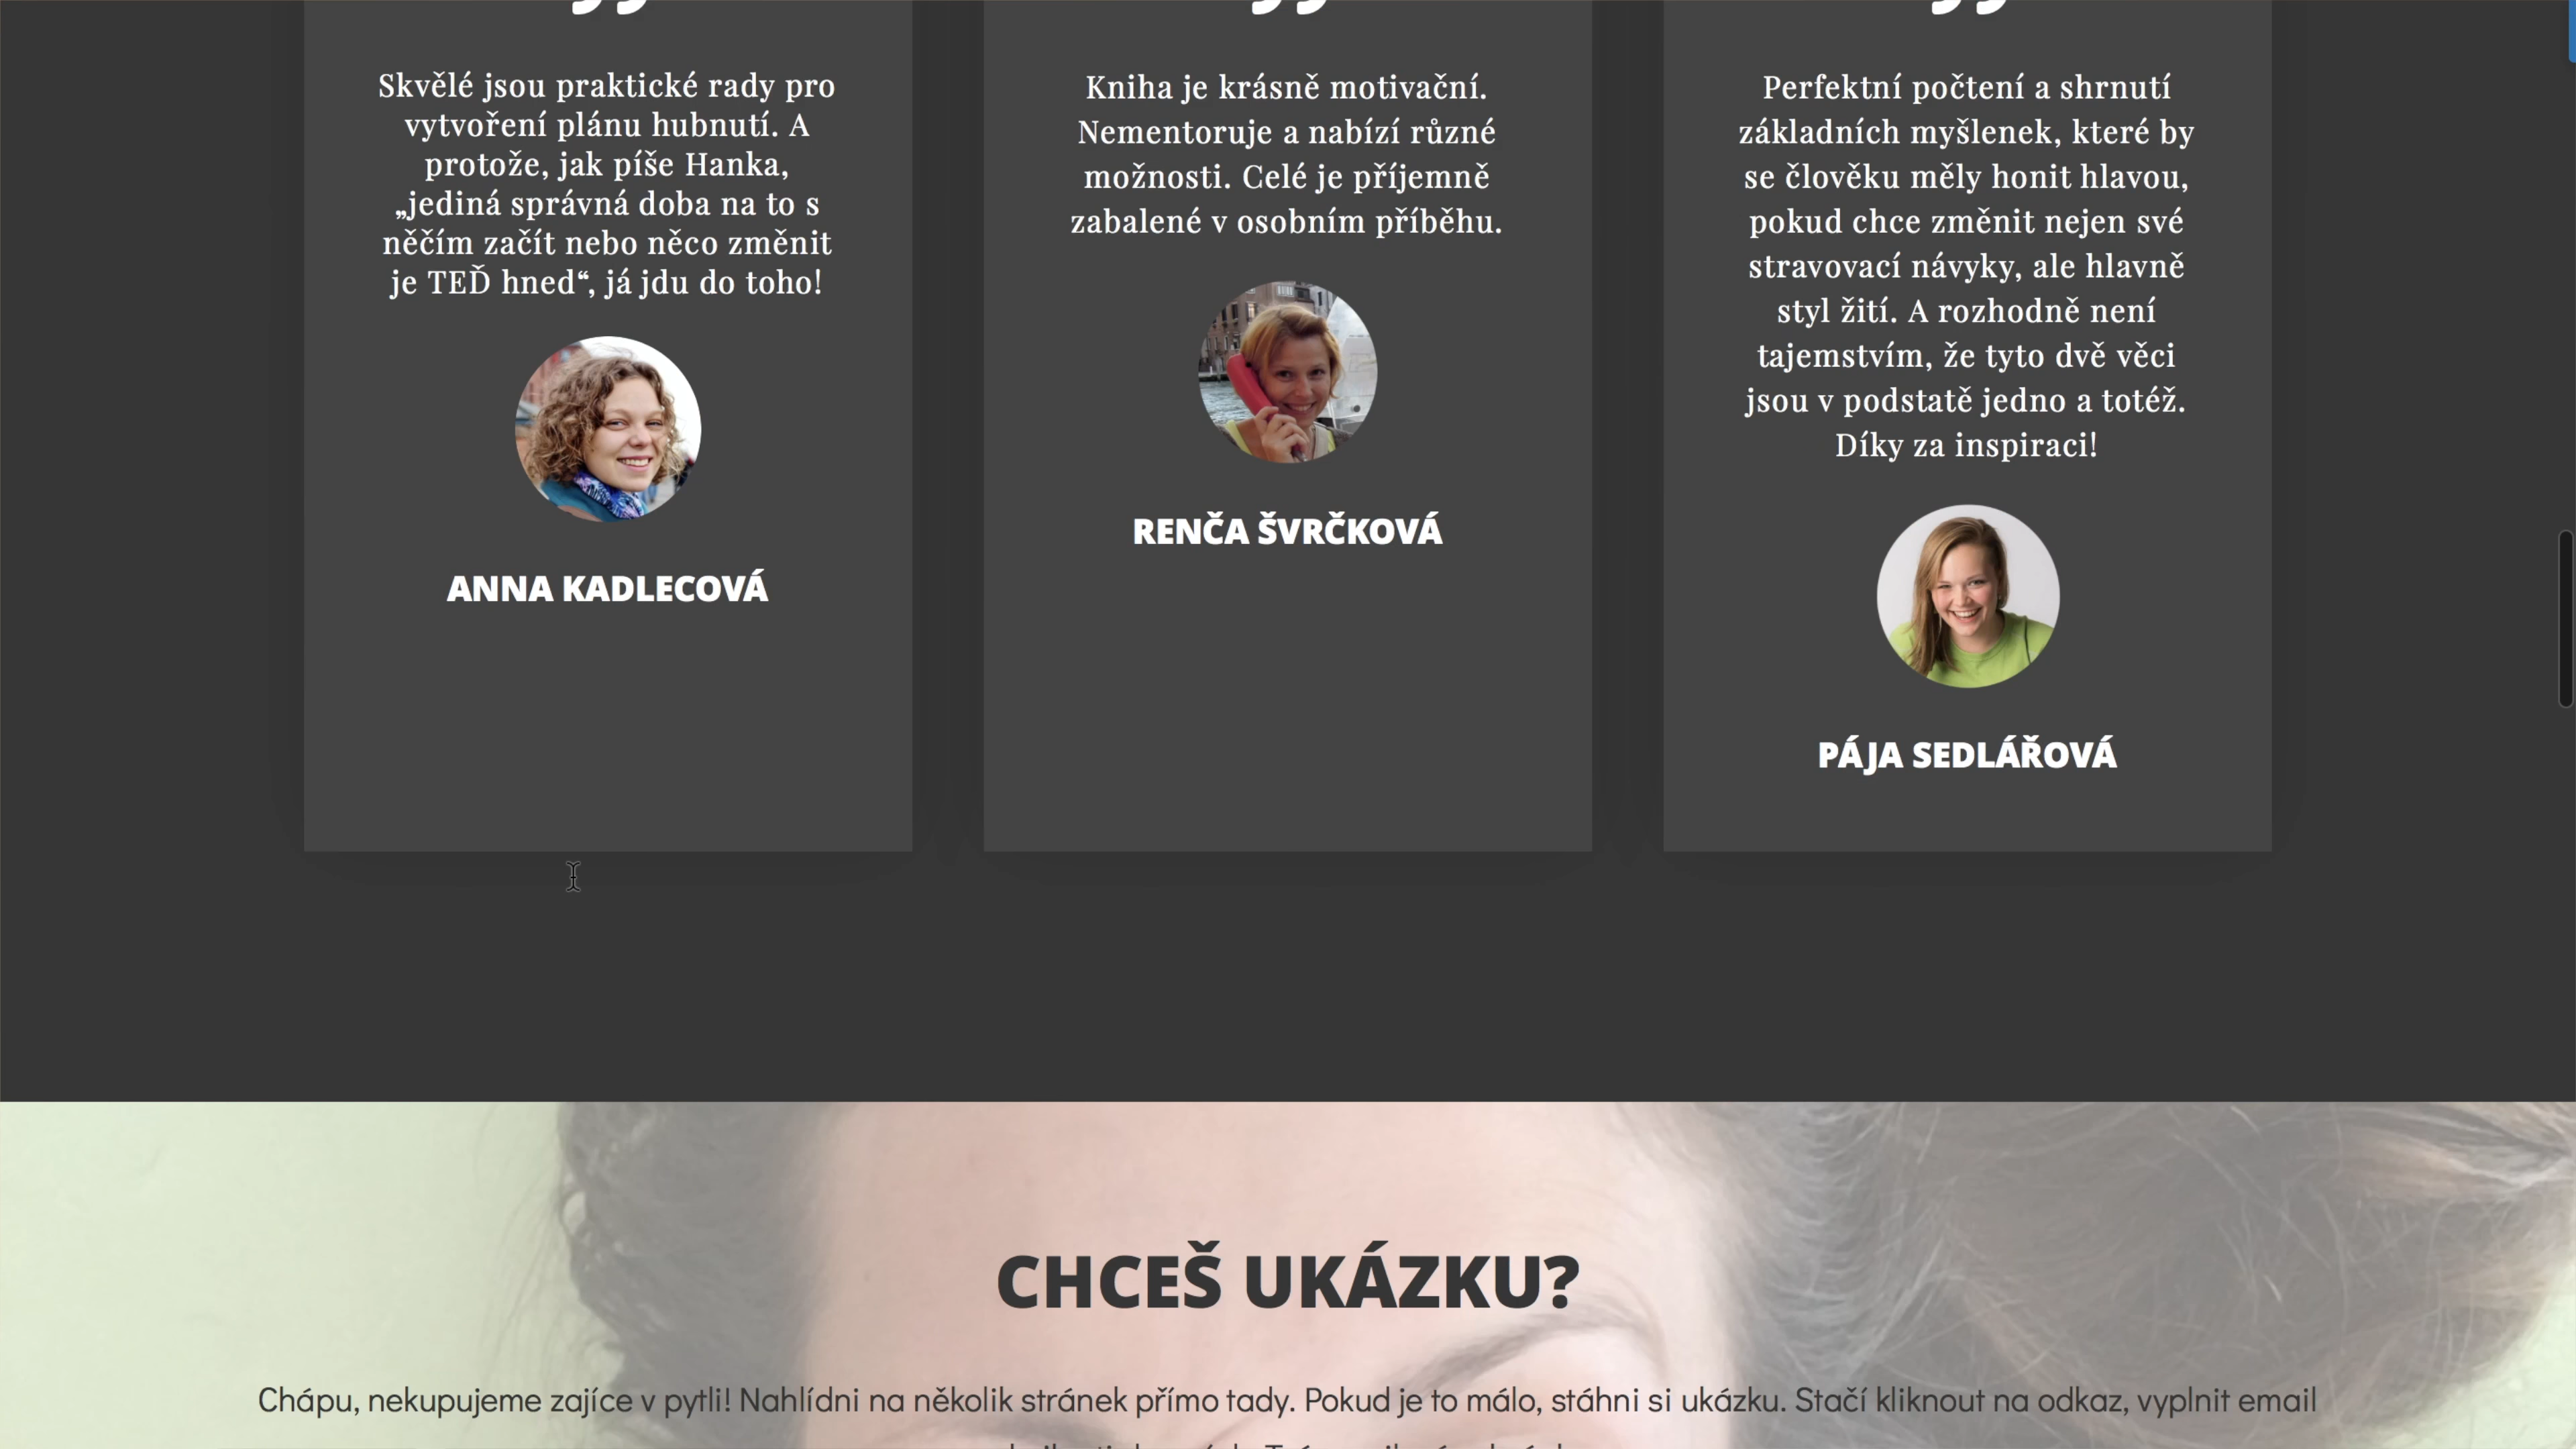 Skvělé jsou praktické rady pro
vytvoření plánu hubnutí. A
protože, jak píše Hanka,
„jediná správná doba na to s
něčím začít nebo něco změnit
je TEĎ hned“, já jdu do toho!
ANNA KADLECOVÁ
Kniha je krásně motivační.
Nementoruje a nabízí různé
možnosti. Celé je příjemně
zabalené v osobním příběhu.
RENČA ŠVRČKOVÁ
Perfektní počtení a shrnutí
základních myšlenek, které by
se člověku měly honit hlavou,
pokud chce změnit nejen své
stravovací návyky, ale hlavně
styl žití. A rozhodně není
tajemstvím, že tyto dvě věci
jsou v podstatě jedno a totéž.
Díky za inspiraci!
PÁJA SEDLÁŘOVÁ
CHCEŠ UKÁZKU?
Chápu, nekupujeme zajíce v pytli! Nahlídni na několik stránek přímo tady. Pokud je to málo, stáhni si ukázku. Stačí kliknout na odkaz, vyplnit email